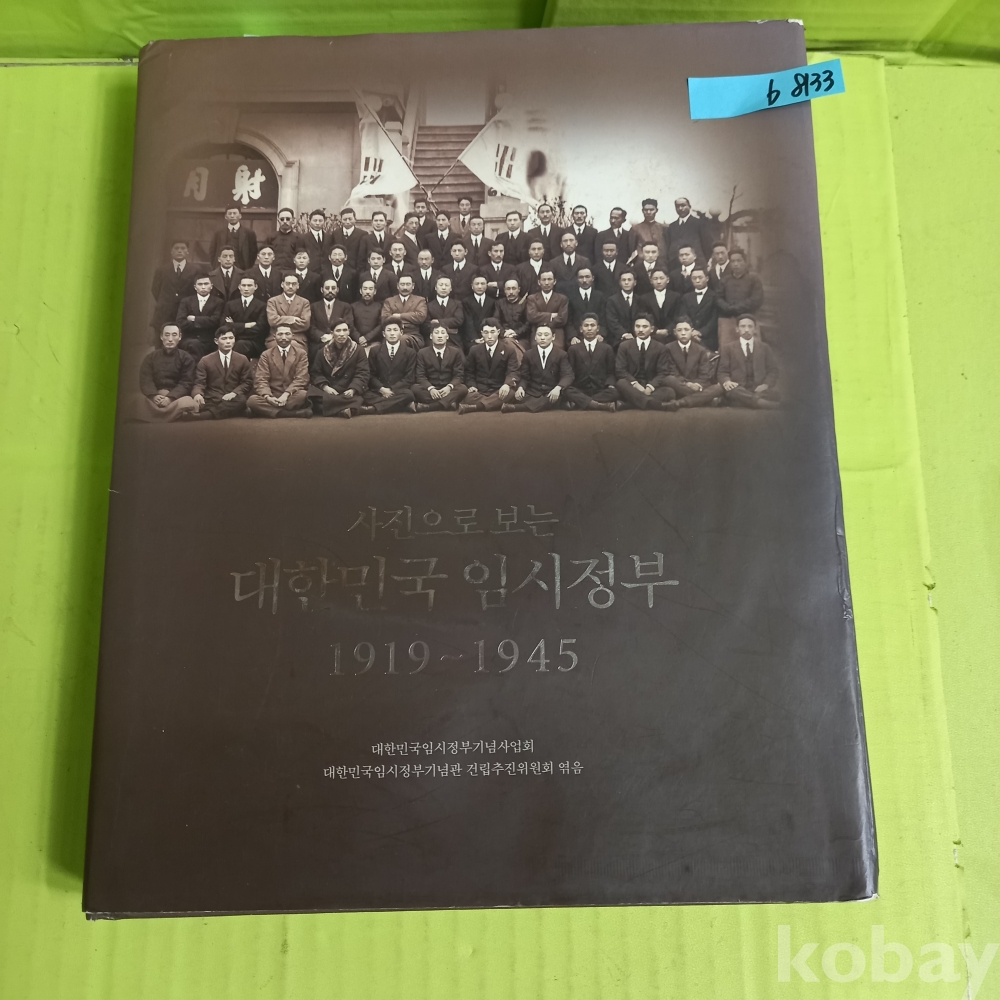 b 8133
月射
사진으로 보는
대한민국 임시정부
1919~1945
대한민국임시정부기념사업회
대한민국임시정부기념관 건립추진위원회 엮음
kobay